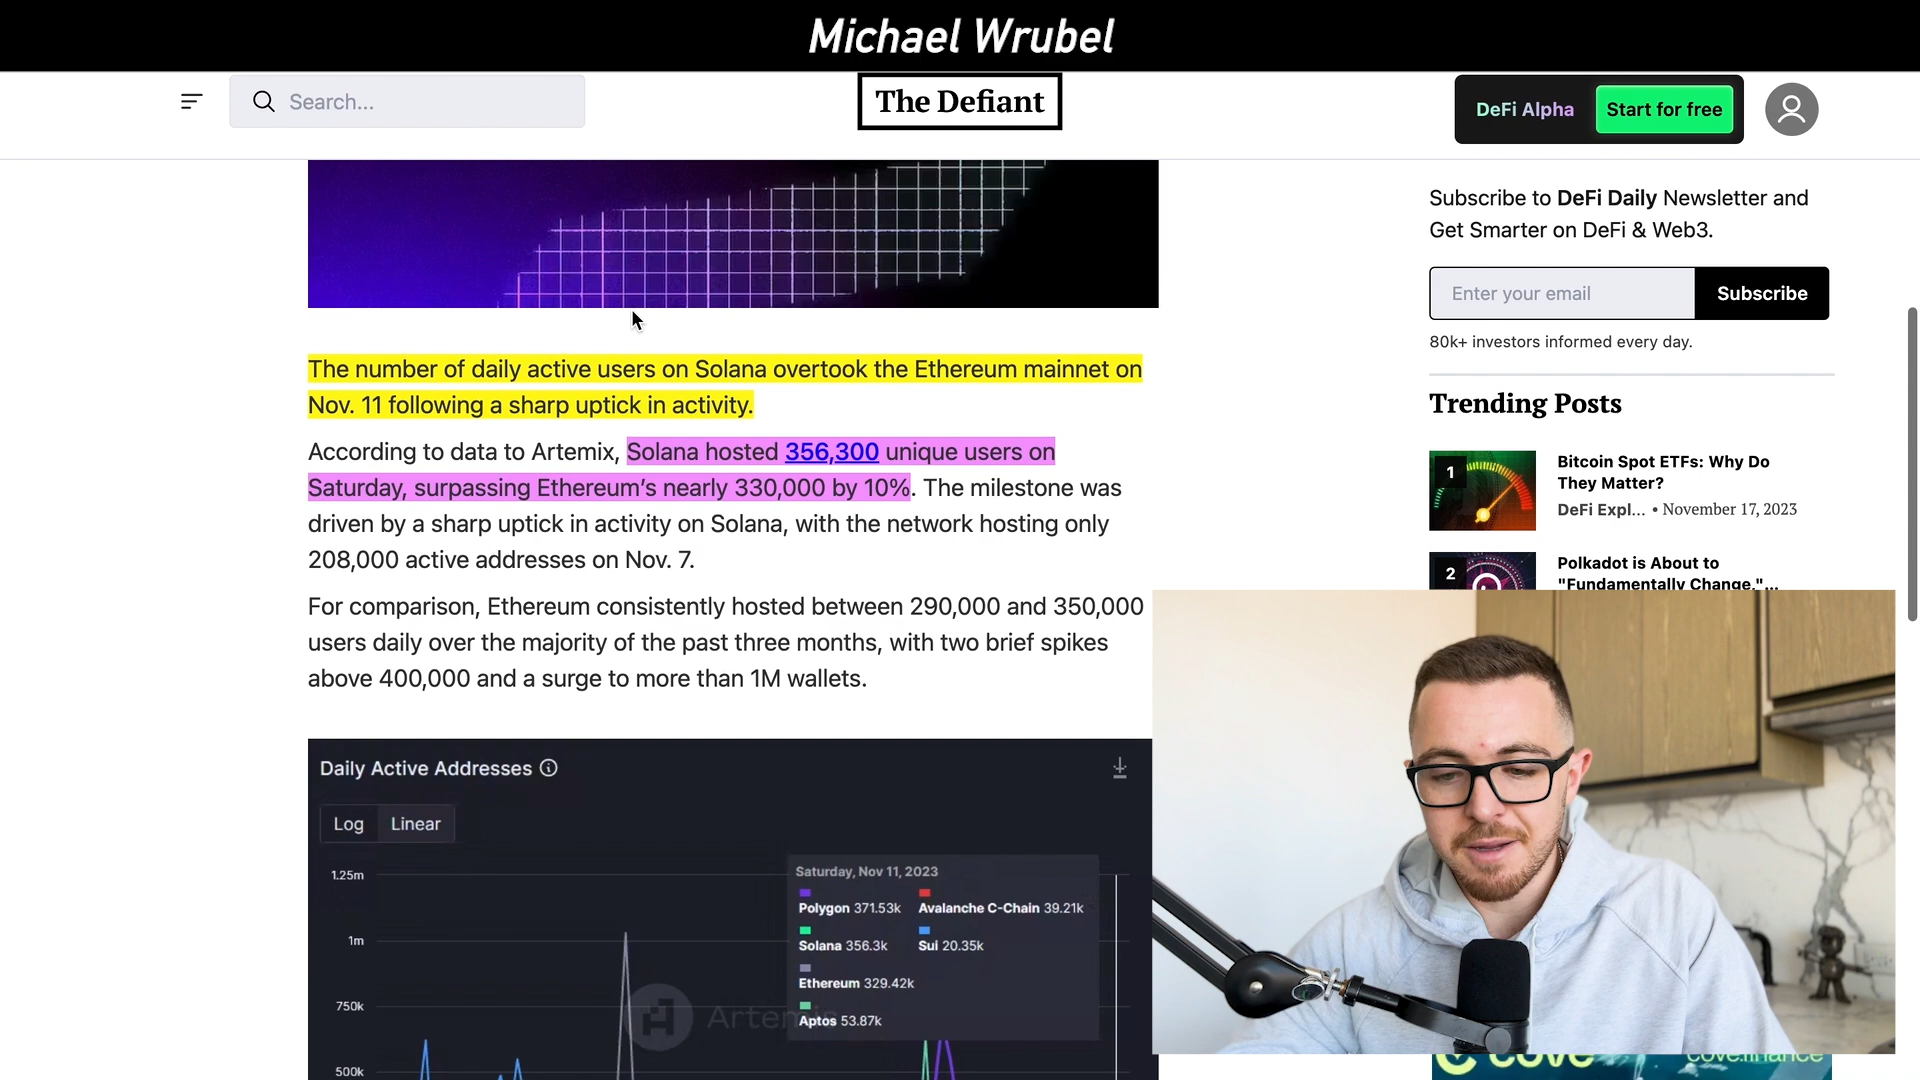 Michael Wrubel
Search...
The Defiant
DeFi Alpha
Start for free
The number of daily active users on Solana overtook the Ethereum mainnet on
Nov. 11 following a sharp uptick in activity.
According to data to Artemix, Solana hosted 356,300 unique users on
Saturday, surpassing Ethereum’s nearly 330,000 by 10%. The milestone was
driven by a sharp uptick in activity on Solana, with the network hosting only
208,000 active addresses on Nov. 7.
For comparison, Ethereum consistently hosted between 290,000 and 350,000
users daily over the majority of the past three months, with two brief spikes
above 400,000 and a surge to more than 1M wallets.
Daily Active Addresses
Log Linear
1.25m
1m
750k
500k
Saturday, Nov 11, 2023
Polygon 371.53k Avalanche C-Chain 39.21k
Solana 356.3k Sui 20.35k
Ethereum 329.42k
Aptos 53.87k
Subscribe to DeFi Daily Newsletter and
Get Smarter on DeFi & Web3.
Enter your email Subscribe
80k+ investors informed every day.
Trending Posts
1
Bitcoin Spot ETFs: Why Do
They Matter?
DeFi Expl... • November 17, 2023
2
Polkadot is About to
"Fundamentally Change,"...
cove
cove.finance